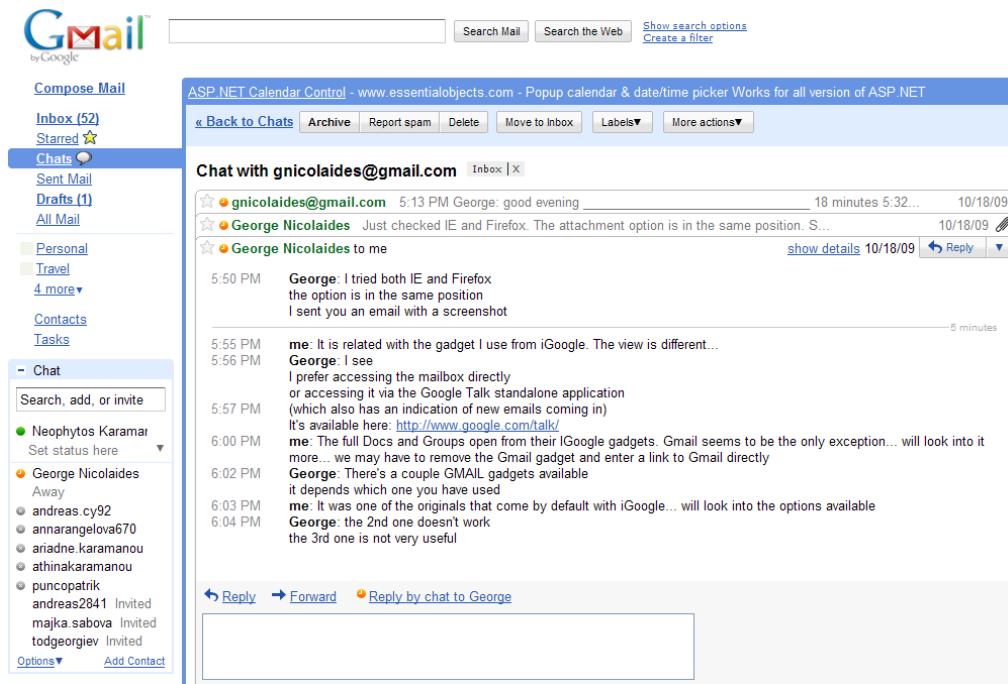 Gmail
by Google
Search Mail
Search the Web
Show search options
Create a filter
Compose Mail
Inbox (52)
Starred
Chats
Sent Mail
Drafts (1)
All Mail
Personal
Travel
4 more▾
Contacts
Tasks
− Chat
Search, add, or invite
Neophytos Karamar
Set status here ▼
George Nicolaides
Away
andreas.cy92
annarangelova670
ariadne.karamanou
athinakaramanou
puncopatrik
andreas2841 Invited
majka.sabova Invited
todgeorgiev Invited
Options▼ Add Contact
ASP.NET Calendar Control - www.essentialobjects.com - Popup calendar & date/time picker Works for all version of ASP.NET
« Back to Chats Archive Report spam Delete Move to Inbox Labels▼ More actions▼
Chat with gnicolaides@gmail.com Inbox | X
gnicolaides@gmail.com 5:13 PM George: good evening ________________________________ 18 minutes 5:32... 10/18/09
George Nicolaides Just checked IE and Firefox. The attachment option is in the same position. S... 10/18/09
George Nicolaides to me show details 10/18/09 Reply ▼
5:50 PM George: I tried both IE and Firefox
the option is in the same position
I sent you an email with a screenshot
5 minutes
5:55 PM me: It is related with the gadget I use from iGoogle. The view is different...
5:56 PM George: I see
I prefer accessing the mailbox directly
or accessing it via the Google Talk standalone application
5:57 PM (which also has an indication of new emails coming in)
It's available here: http://www.google.com/talk/
6:00 PM me: The full Docs and Groups open from their IGoogle gadgets. Gmail seems to be the only exception... will look into it
more... we may have to remove the Gmail gadget and enter a link to Gmail directly
6:02 PM George: There's a couple GMAIL gadgets available
it depends which one you have used
6:03 PM me: It was one of the originals that come by default with iGoogle... will look into the options available
6:04 PM George: the 2nd one doesn't work
the 3rd one is not very useful
Reply Forward Reply by chat to George